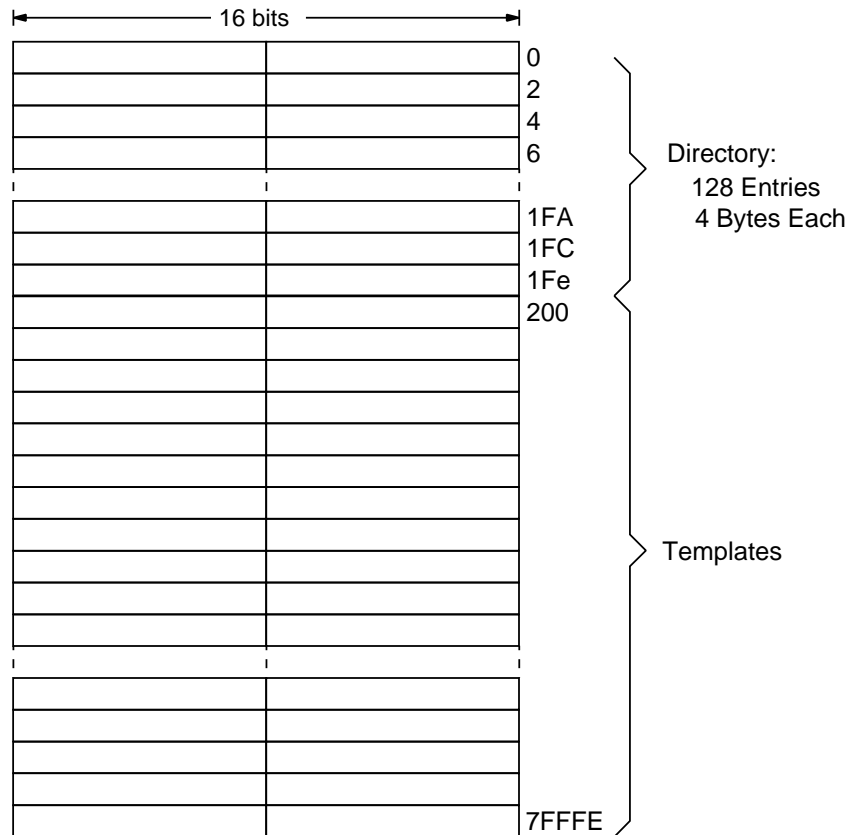 16 bits
0
2
4
6
Directory:
128 Entries
4 Bytes Each
1FA
1FC
1Fe
200
Templates
7FFFE